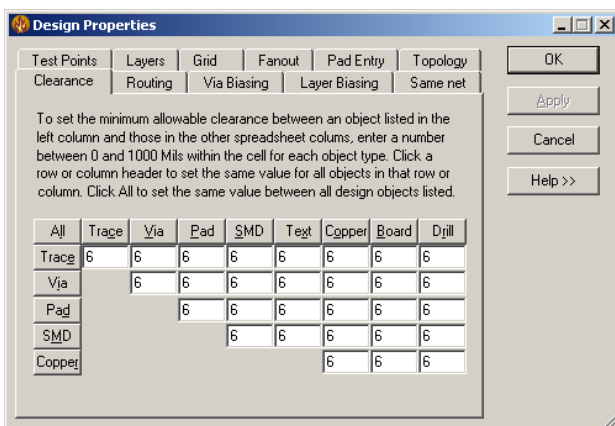 Design Properties
Test Points Layers Grid Fanout Pad Entry Topology
Clearance Routing Via Biasing Layer Biasing Same net
To set the minimum allowable clearance between an object listed in the
left column and those in the other spreadsheet colums, enter a number
between 0 and 1000 Mils within the cell for each object type. Click a
row or column header to set the same value for all objects in that row or
column. Click All to set the same value between all design objects listed.
All Trace Via Pad SMD Text Copper Board Drill
Trace 6 6 6 6 6 6 6 6
Via 6 6 6 6 6 6 6
Pad 6 6 6 6 6 6
SMD 6 6 6 6 6
Copper 6 6 6
OK
Apply
Cancel
Help >>